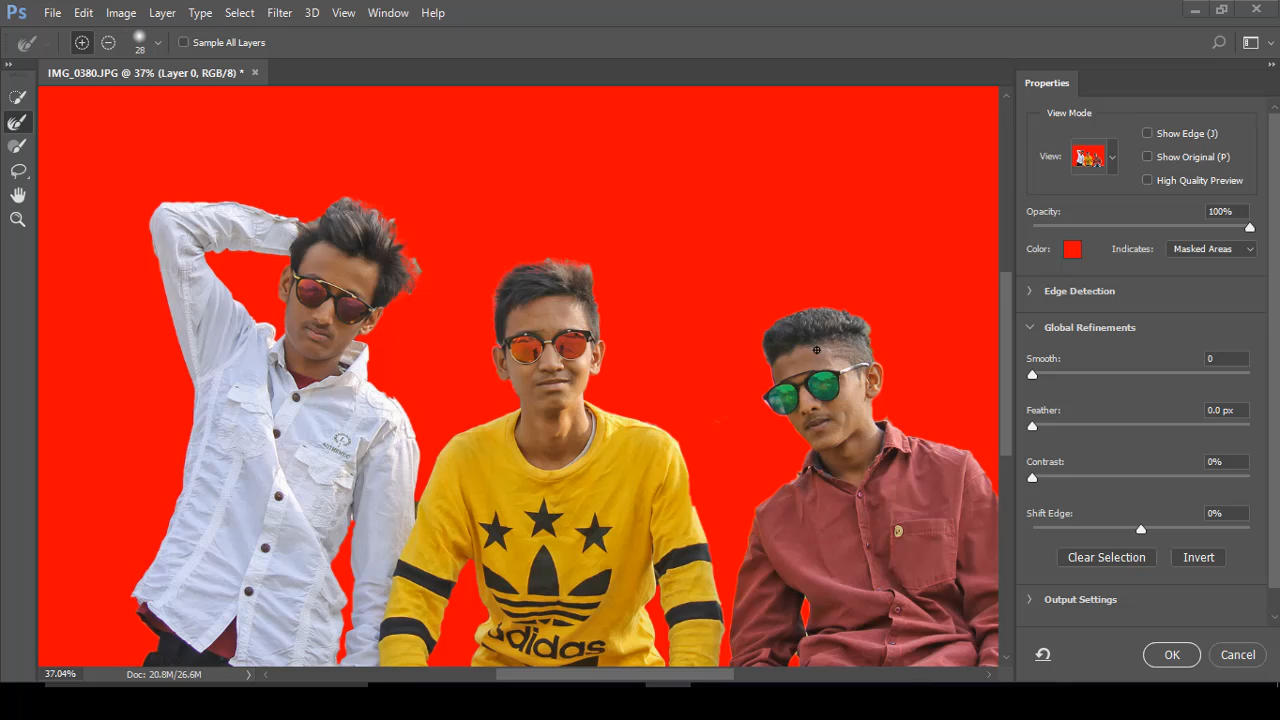 Ps File Edit Image Layer Type Select Filter 3D View Window Help
28 Sample All Layers
IMG_0380.JPG @ 37% (Layer 0, RGB/8) *
Properties
View Mode
View:
Show Edge (J)
Show Original (P)
High Quality Preview
Opacity: 100%
Color: Indicates: Masked Areas
Edge Detection
Global Refinements
Smooth: 0
Feather: 0.0 px
Contrast: 0%
Shift Edge: 0%
Clear Selection Invert
Output Settings
OK Cancel
AUTHENTIC
adidas
37.04% Doc: 20.8M/26.6M